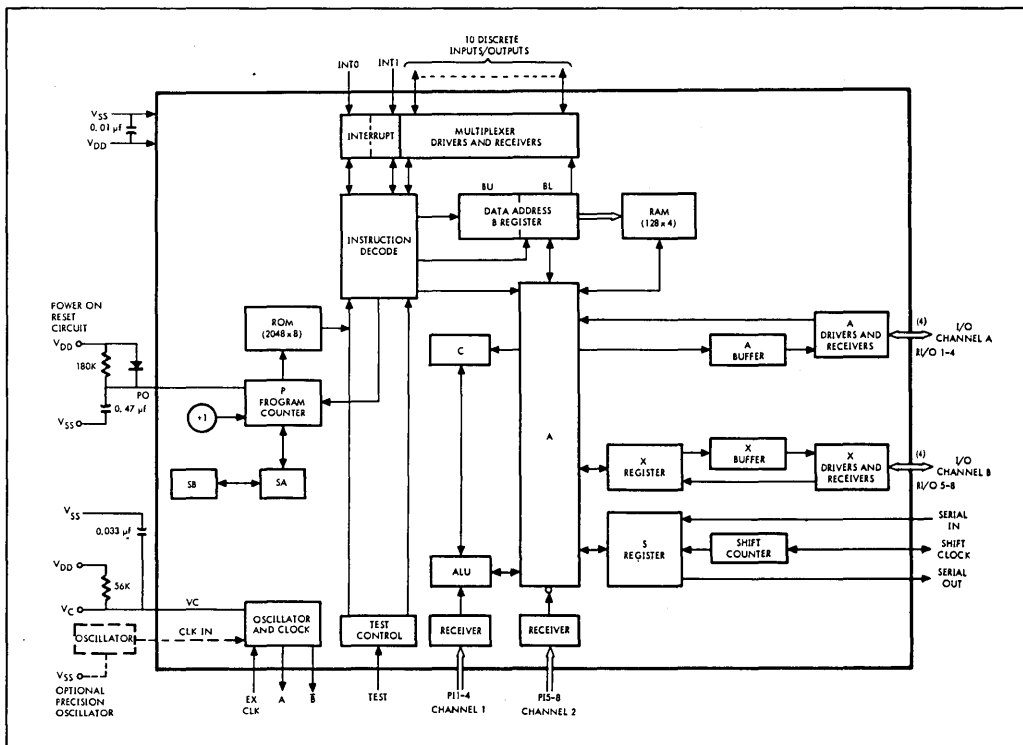 10 DISCRETE
INPUTS/OUTPUTS
INT0 INT1
VSS
0.01 µf
VDD
INTERRUPT
MULTIPLEXER
DRIVERS AND RECEIVERS
BU BL
DATA ADDRESS
B REGISTER
RAM
(128 x 4)
INSTRUCTION
DECODE
POWER ON
RESET
CIRCUIT
VDD
180K
PO
0.47 µf
VSS
ROM
(2048 x 8)
P
PROGRAM
COUNTER
+1
SB
SA
C
A
A
BUFFER
A
DRIVERS AND
RECEIVERS
(4)
I/O
CHANNEL A
RI/O 1-4
X
REGISTER
X
BUFFER
X
DRIVERS AND
RECEIVERS
(4)
I/O
CHANNEL B
RI/O 5-8
S
REGISTER
SHIFT
COUNTER
SERIAL
IN
SHIFT
CLOCK
SERIAL
OUT
VSS
0.033 µf
VDD
56K
VC
VC
OSCILLATOR
CLK IN
VSS
OPTIONAL
PRECISION
OSCILLATOR
OSCILLATOR
AND CLOCK
TEST
CONTROL
ALU
RECEIVER
RECEIVER
EX
CLK
A
B̅
TEST
PI1-4
CHANNEL 1
PI5-8
CHANNEL 2